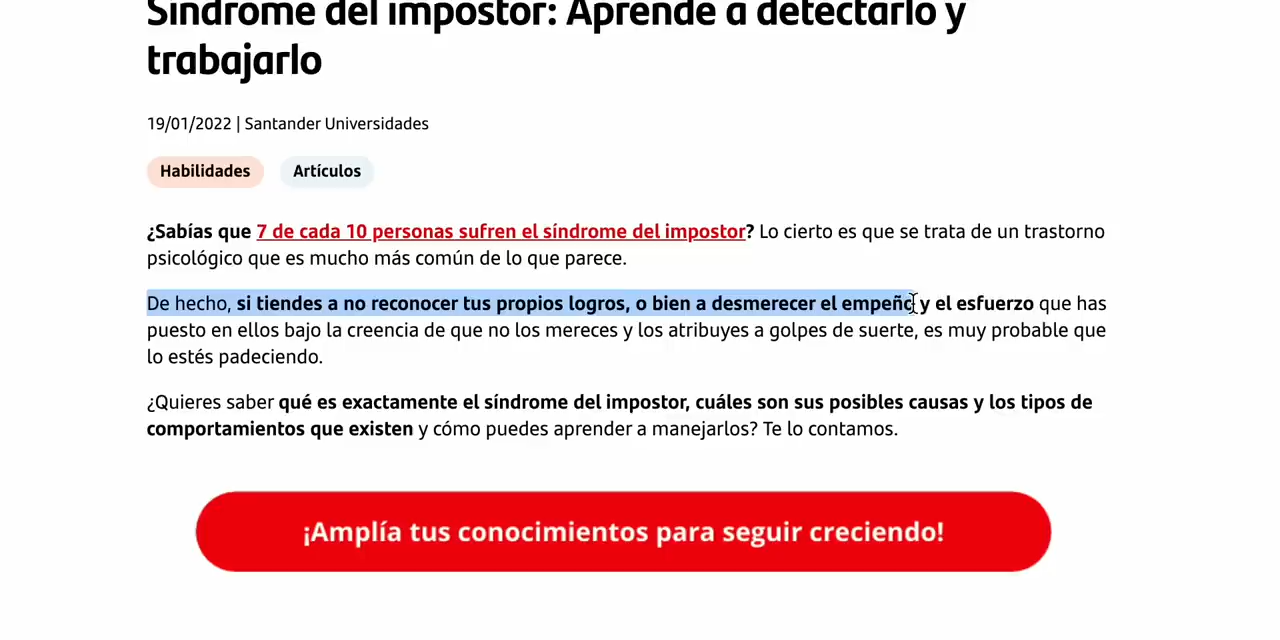 Síndrome del impostor: Aprende a detectarlo y
trabajarlo
19/01/2022 | Santander Universidades
Habilidades
Artículos
¿Sabías que 7 de cada 10 personas sufren el síndrome del impostor? Lo cierto es que se trata de un trastorno
psicológico que es mucho más común de lo que parece.
De hecho, si tiendes a no reconocer tus propios logros, o bien a desmerecer el empeño y el esfuerzo que has
puesto en ellos bajo la creencia de que no los mereces y los atribuyes a golpes de suerte, es muy probable que
lo estés padeciendo.
¿Quieres saber qué es exactamente el síndrome del impostor, cuáles son sus posibles causas y los tipos de
comportamientos que existen y cómo puedes aprender a manejarlos? Te lo contamos.
¡Amplía tus conocimientos para seguir creciendo!